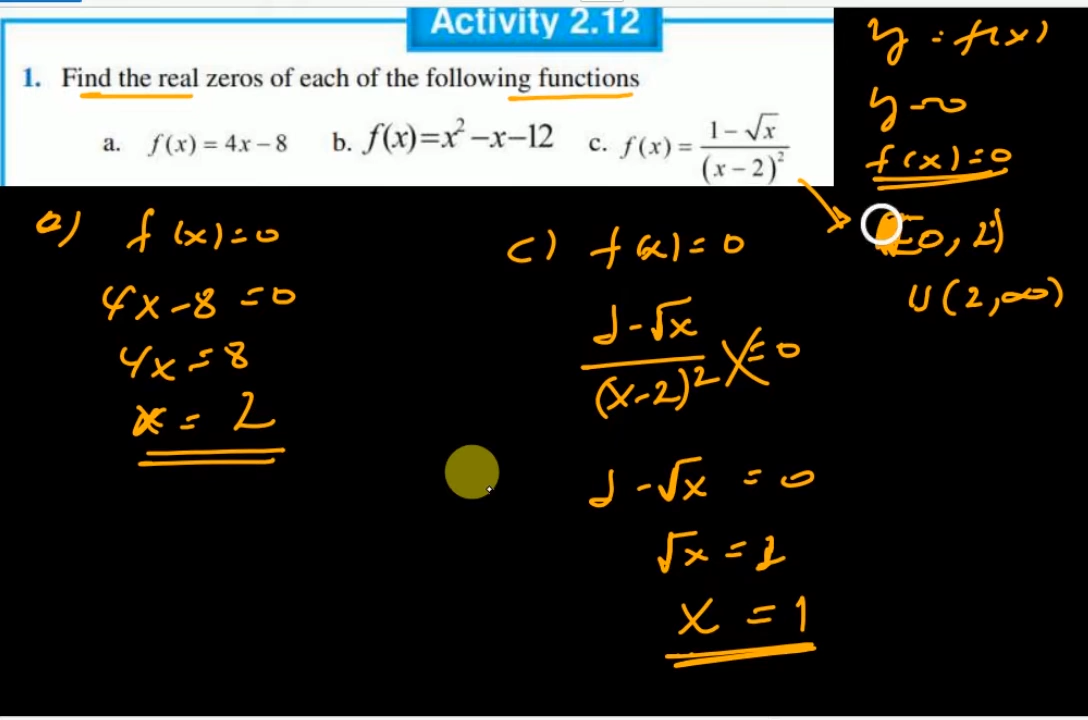 Activity 2.12
1. Find the real zeros of each of the following functions
a. f(x) = 4x – 8 b. f(x)=x²–x–12 c. f(x) = (1 – √x)/(x – 2)²
y = f(x)
y = 0
f(x) = 0
[0, 2)
U (2, ∞)
a) f(x) = 0
4x - 8 = 0
4x = 8
x = 2
c) f(x) = 0
(1 - √x)/(x - 2)² = 0
1 - √x = 0
√x = 1
x = 1